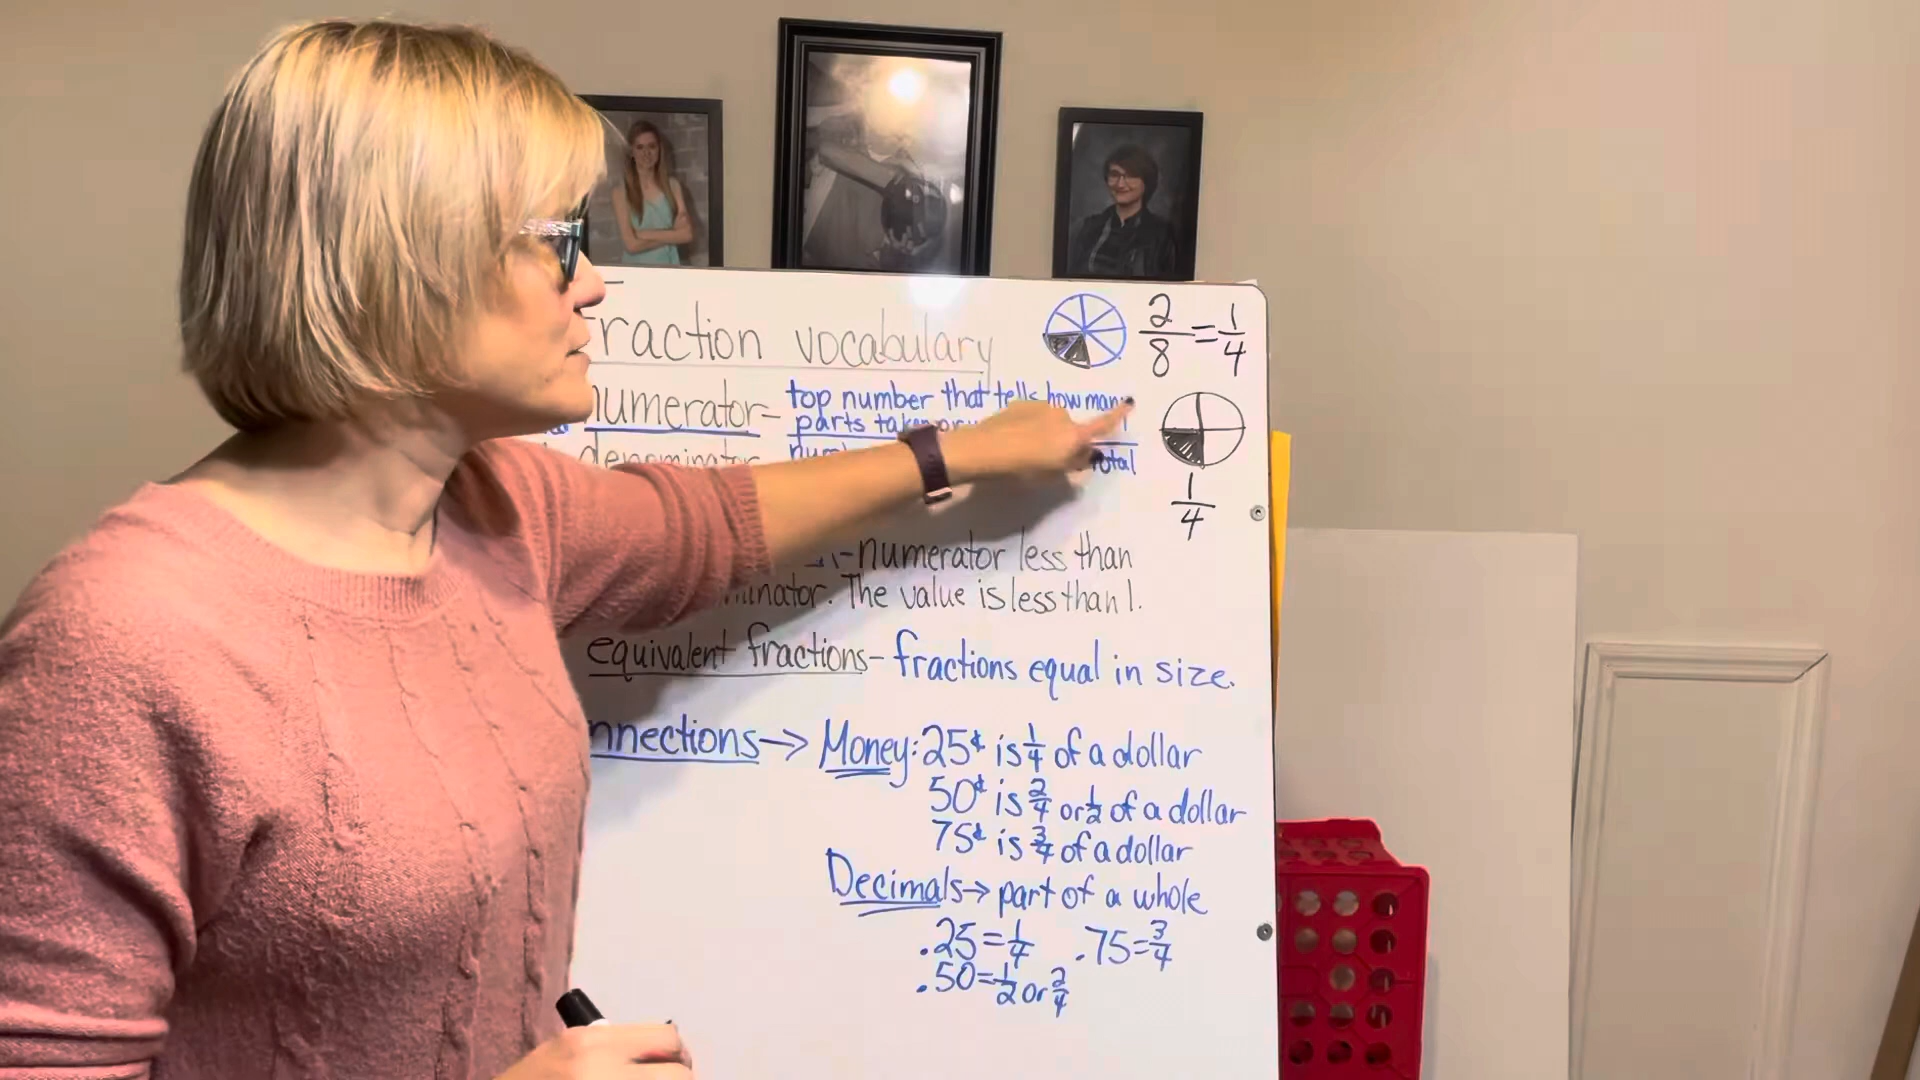 Fraction vocabulary
2/8 = 1/4
numerator- top number that tells how many
parts taken
denominator
total
1/4
-numerator less than
The value is less than 1.
equivalent fractions- fractions equal in size.
nnections→ Money: 25¢ is 1/4 of a dollar
50¢ is 2/4 or 1/2 of a dollar
75¢ is 3/4 of a dollar
Decimals→ part of a whole
.25=1/4 .75=3/4
.50=1/2 or 2/4